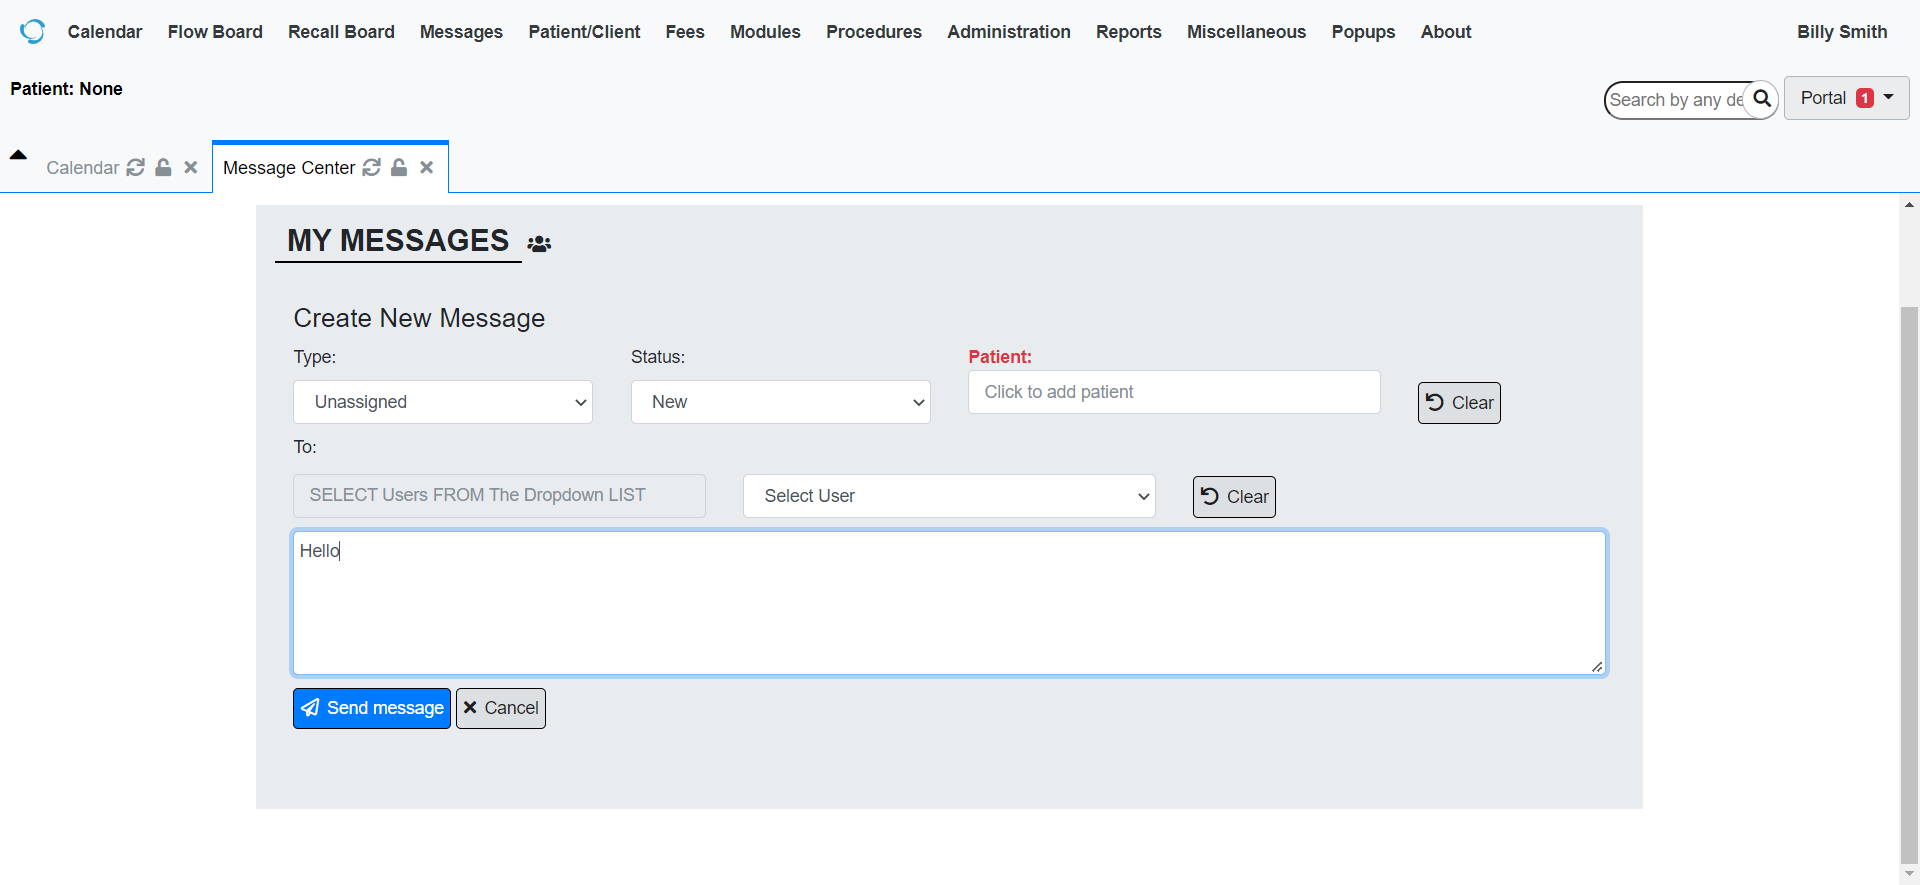 Calendar Flow Board Recall Board Messages Patient/Client Fees Modules Procedures Administration Reports Miscellaneous Popups About Billy Smith
Patient: None
Search by any de
Portal 1
Calendar
Message Center
MY MESSAGES
Create New Message
Type: Status: Patient:
Unassigned New Click to add patient Clear
To:
SELECT Users FROM The Dropdown LIST Select User Clear
Hello
Send message Cancel